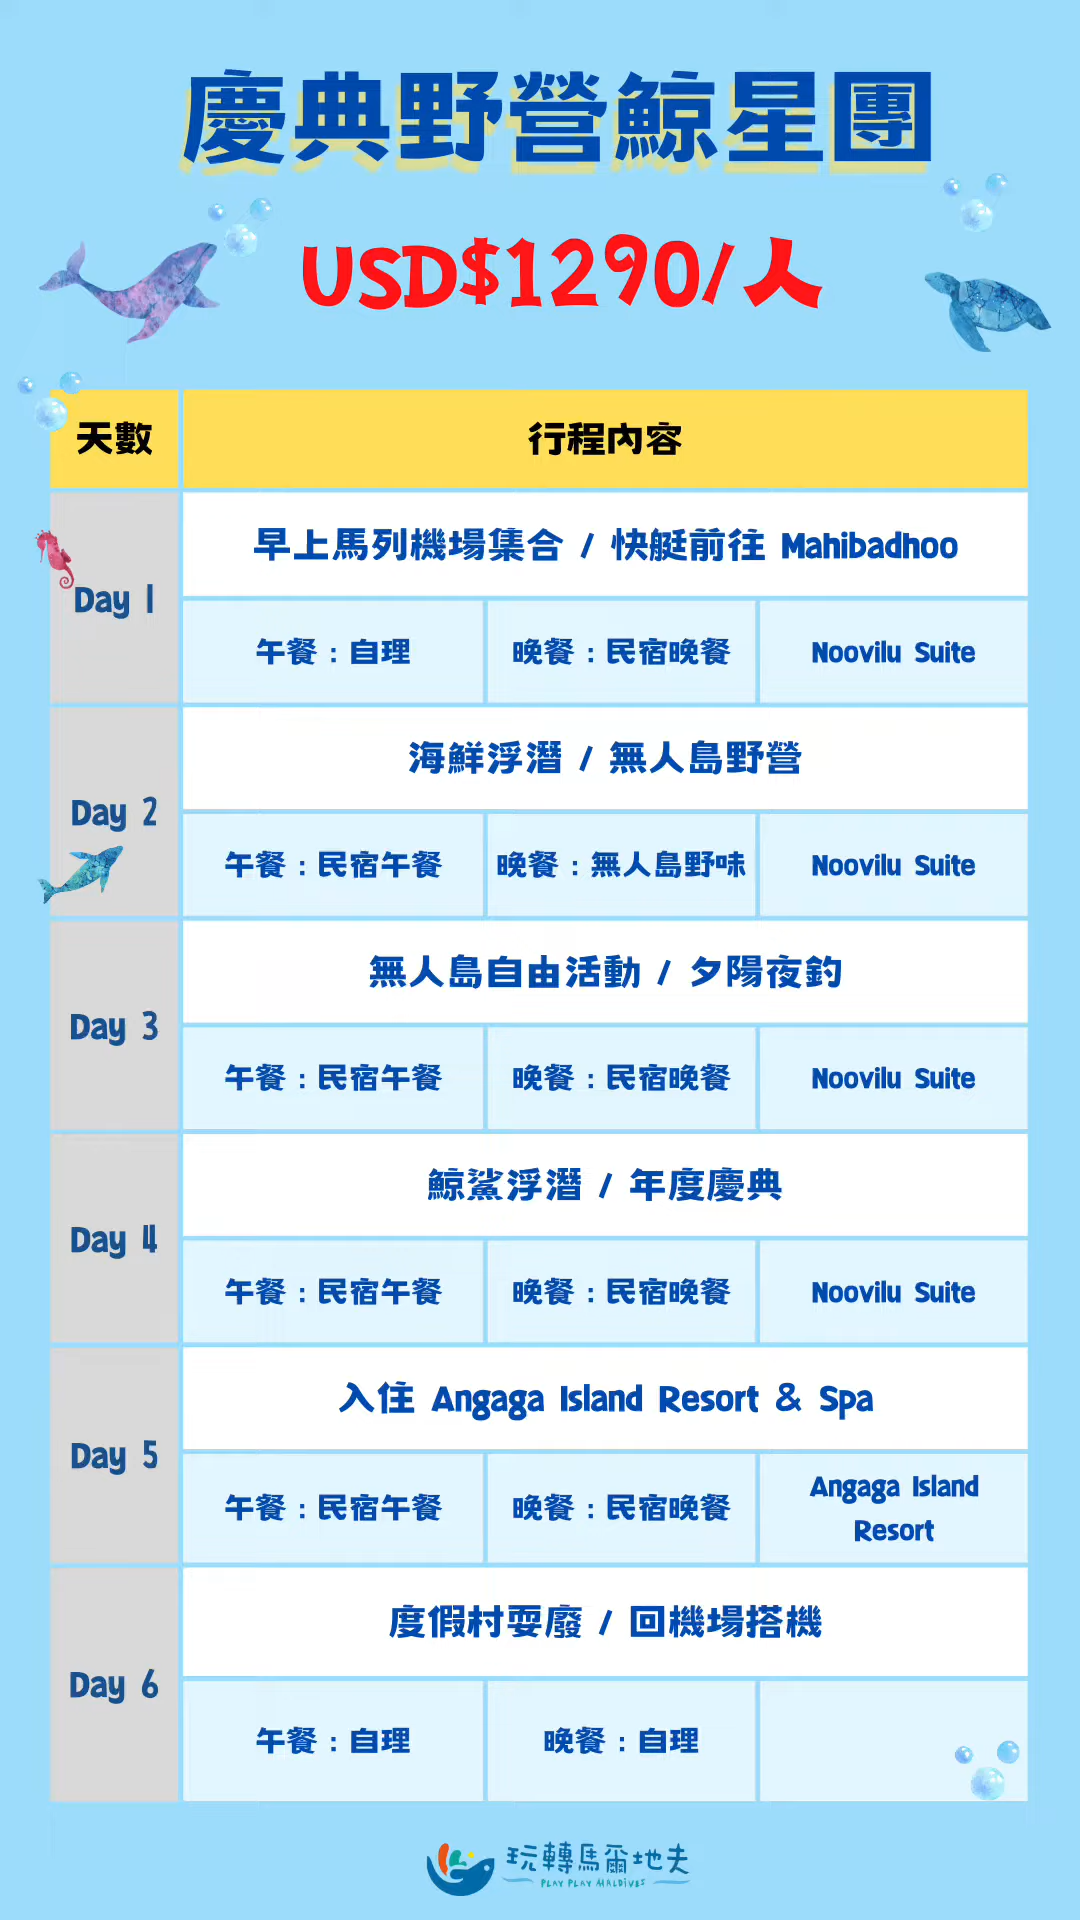 慶典野營鯨星團
USD$1290/人
天數
行程內容
Day 1
早上馬列機場集合 / 快艇前往 Mahibadhoo
午餐：自理
晚餐：民宿晚餐
Noovilu Suite
Day 2
海鮮浮潛 / 無人島野營
午餐：民宿午餐
晚餐：無人島野味
Noovilu Suite
Day 3
無人島自由活動 / 夕陽夜釣
午餐：民宿午餐
晚餐：民宿晚餐
Noovilu Suite
Day 4
鯨鯊浮潛 / 年度慶典
午餐：民宿午餐
晚餐：民宿晚餐
Noovilu Suite
Day 5
入住 Angaga Island Resort & Spa
午餐：民宿午餐
晚餐：民宿晚餐
Angaga Island
Resort
Day 6
度假村耍廢 / 回機場搭機
午餐：自理
晚餐：自理
玩轉馬爾地夫
PLAY PLAY MALDIVES